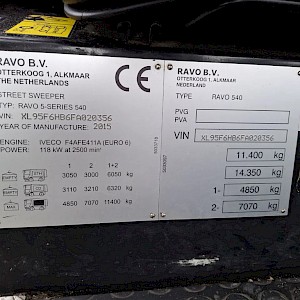 RAVO B.V.
OTTERKOOG 1, ALKMAAR
THE NETHERLANDS
STREET SWEEPER
TYP: RAVO 5-SERIES 540
VIN: XL95F6HB6FA020356
YEAR OF MANUFACTURE: 2015
ENGINE: IVECO F4AFE411A (EURO 6)
POWER: 118 kW at 2500 min¹
1 2 1+2
3050 3000 6050 kg
3110 3210 6320 kg
MAX 4850 7070 11400 kg
CE
RAVO B.V.
OTTERKOOG 1, ALKMAAR
NEDERLAND
TYPE RAVO 540
PVG
PVA
VIN XL95F6HB6FA020356
11.400 kg
14.350 kg
1- 4850 kg
2- 7070 kg